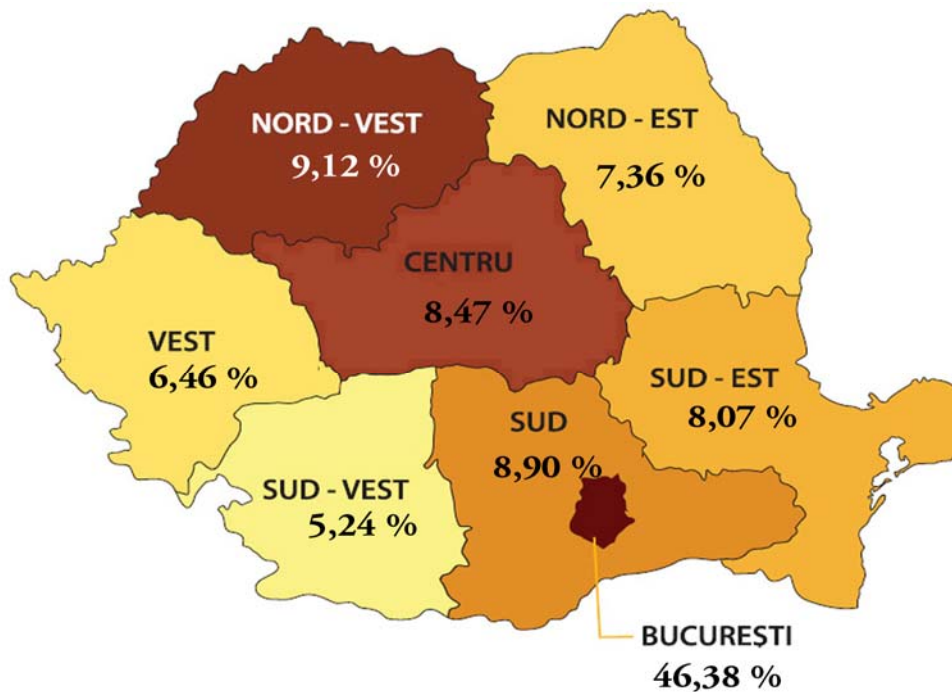 NORD - VEST
9,12 %
NORD - EST
7,36 %
CENTRU
8,47 %
VEST
6,46 %
SUD - EST
8,07 %
SUD
8,90 %
SUD - VEST
5,24 %
BUCUREȘTI
46,38 %